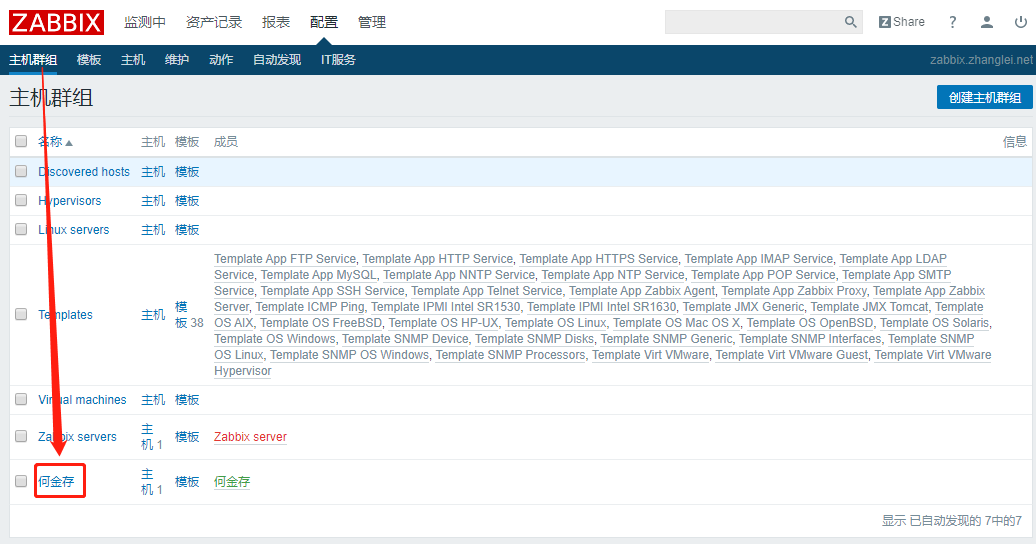 ZABBIX 监测中 资产记录 报表 配置 管理 Z Share ?
主机群组 模板 主机 维护 动作 自动发现 IT服务 zabbix.zhanglei.net
主机群组 创建主机群组
名称 主机 模板 成员 信息
Discovered hosts 主机 模板
Hypervisors 主机 模板
Linux servers 主机 模板
Template App FTP Service, Template App HTTP Service, Template App HTTPS Service, Template App IMAP Service, Template App LDAP
Service, Template App MySQL, Template App NNTP Service, Template App NTP Service, Template App POP Service, Template App SMTP
Service, Template App SSH Service, Template App Telnet Service, Template App Zabbix Agent, Template App Zabbix Proxy, Template App Zabbix
Server, Template ICMP Ping, Template IPMI Intel SR1530, Template IPMI Intel SR1630, Template JMX Generic, Template JMX Tomcat, Template
Templates 主机 模板 38 OS AIX, Template OS FreeBSD, Template OS HP-UX, Template OS Linux, Template OS Mac OS X, Template OS OpenBSD, Template OS Solaris,
Template OS Windows, Template SNMP Device, Template SNMP Disks, Template SNMP Generic, Template SNMP Interfaces, Template SNMP
OS Linux, Template SNMP OS Windows, Template SNMP Processors, Template Virt VMware, Template Virt VMware Guest, Template Virt VMware
Hypervisor
Virtual machines 主机 模板
Zabbix servers 主机 1 模板 Zabbix server
何金存 主机 1 模板 何金存
显示 已自动发现的 7中的7